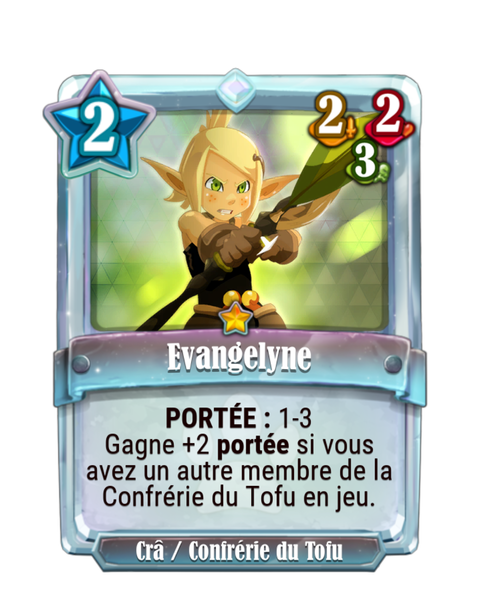 2
2 2
3
Evangelyne
PORTÉE : 1-3
Gagne +2 portée si vous
avez un autre membre de la
Confrérie du Tofu en jeu.
Crâ / Confrérie du Tofu